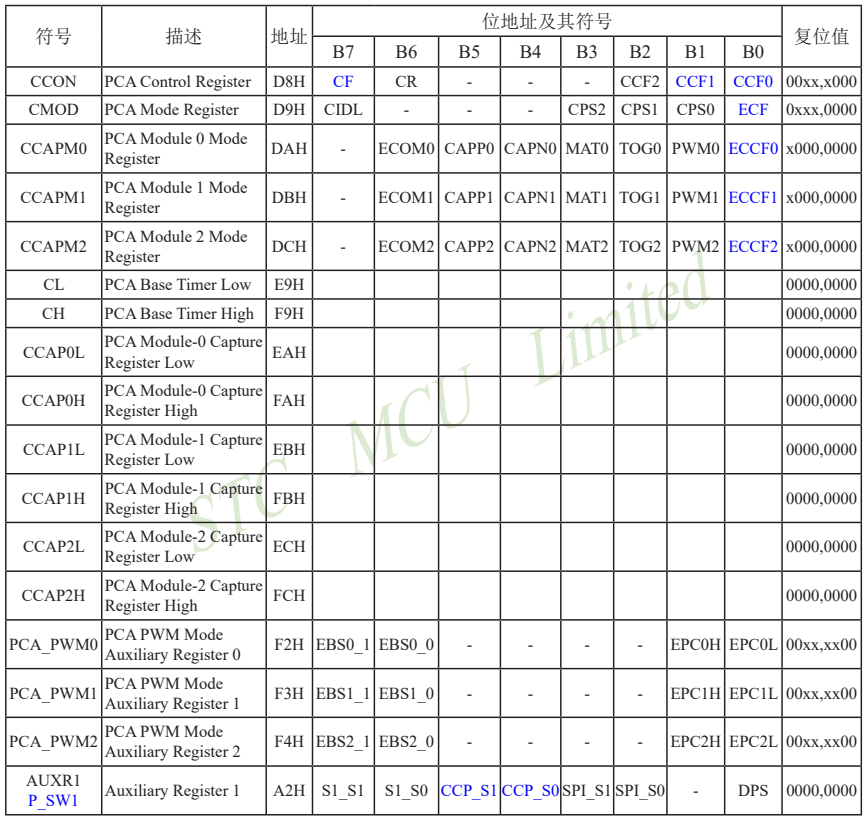 符号 描述 地址 位地址及其符号 复位值
B7 B6 B5 B4 B3 B2 B1 B0
CCON PCA Control Register D8H CF CR - - - CCF2 CCF1 CCF0 00xx,x000
CMOD PCA Mode Register D9H CIDL - - - CPS2 CPS1 CPS0 ECF 0xxx,0000
CCAPM0 PCA Module 0 Mode Register DAH - ECOM0 CAPP0 CAPN0 MAT0 TOG0 PWM0 ECCF0 x000,0000
CCAPM1 PCA Module 1 Mode Register DBH - ECOM1 CAPP1 CAPN1 MAT1 TOG1 PWM1 ECCF1 x000,0000
CCAPM2 PCA Module 2 Mode Register DCH - ECOM2 CAPP2 CAPN2 MAT2 TOG2 PWM2 ECCF2 x000,0000
CL PCA Base Timer Low E9H 0000,0000
CH PCA Base Timer High F9H 0000,0000
CCAP0L PCA Module-0 Capture Register Low EAH 0000,0000
CCAP0H PCA Module-0 Capture Register High FAH 0000,0000
CCAP1L PCA Module-1 Capture Register Low EBH 0000,0000
CCAP1H PCA Module-1 Capture Register High FBH 0000,0000
CCAP2L PCA Module-2 Capture Register Low ECH 0000,0000
CCAP2H PCA Module-2 Capture Register High FCH 0000,0000
PCA_PWM0 PCA PWM Mode Auxiliary Register 0 F2H EBS0_1 EBS0_0 - - - - EPC0H EPC0L 00xx,xx00
PCA_PWM1 PCA PWM Mode Auxiliary Register 1 F3H EBS1_1 EBS1_0 - - - - EPC1H EPC1L 00xx,xx00
PCA_PWM2 PCA PWM Mode Auxiliary Register 2 F4H EBS2_1 EBS2_0 - - - - EPC2H EPC2L 00xx,xx00
AUXR1 P_SW1 Auxiliary Register 1 A2H S1_S1 S1_S0 CCP_S1 CCP_S0 SPI_S1 SPI_S0 - DPS 0000,0000
STC MCU Limited